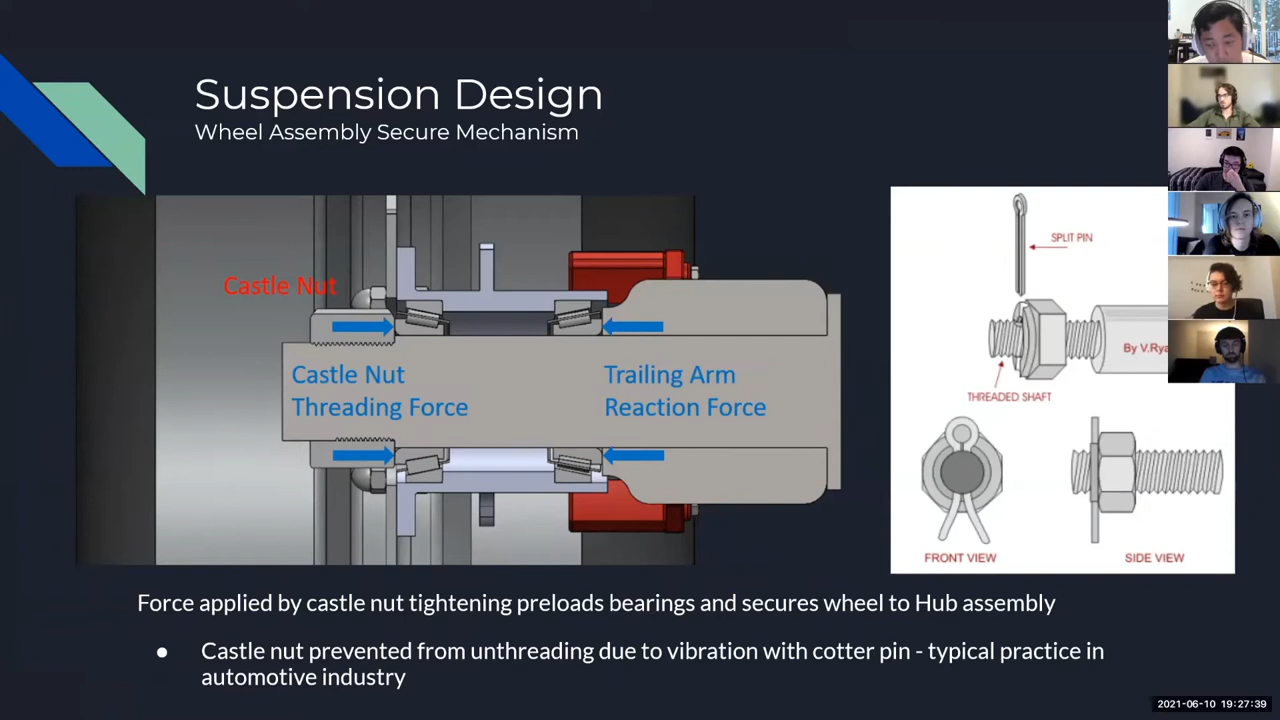 Suspension Design
Wheel Assembly Secure Mechanism
Castle Nut
Castle Nut
Threading Force
Trailing Arm
Reaction Force
SPLIT PIN
By V.Rya
THREADED SHAFT
FRONT VIEW
SIDE VIEW
Force applied by castle nut tightening preloads bearings and secures wheel to Hub assembly
● Castle nut prevented from unthreading due to vibration with cotter pin - typical practice in
automotive industry
2021-06-10 19:27:39